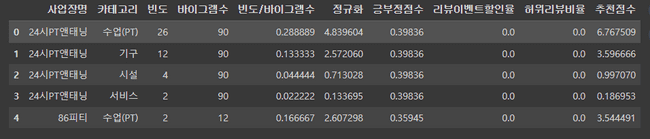 사업장명 카테고리 빈도 바이그램수 빈도/바이그램수 정규화 긍부정점수 리뷰이벤트할인율 허위리뷰비율 추천점수
0 24시PT앤태닝 수업(PT) 26 90 0.288889 4.839604 0.39836 0.0 0.0 6.767509
1 24시PT앤태닝 기구 12 90 0.133333 2.572060 0.39836 0.0 0.0 3.596666
2 24시PT앤태닝 시설 4 90 0.044444 0.713028 0.39836 0.0 0.0 0.997070
3 24시PT앤태닝 서비스 2 90 0.022222 0.133695 0.39836 0.0 0.0 0.186953
4 86피티 수업(PT) 2 12 0.166667 2.607298 0.35945 0.0 0.0 3.544491